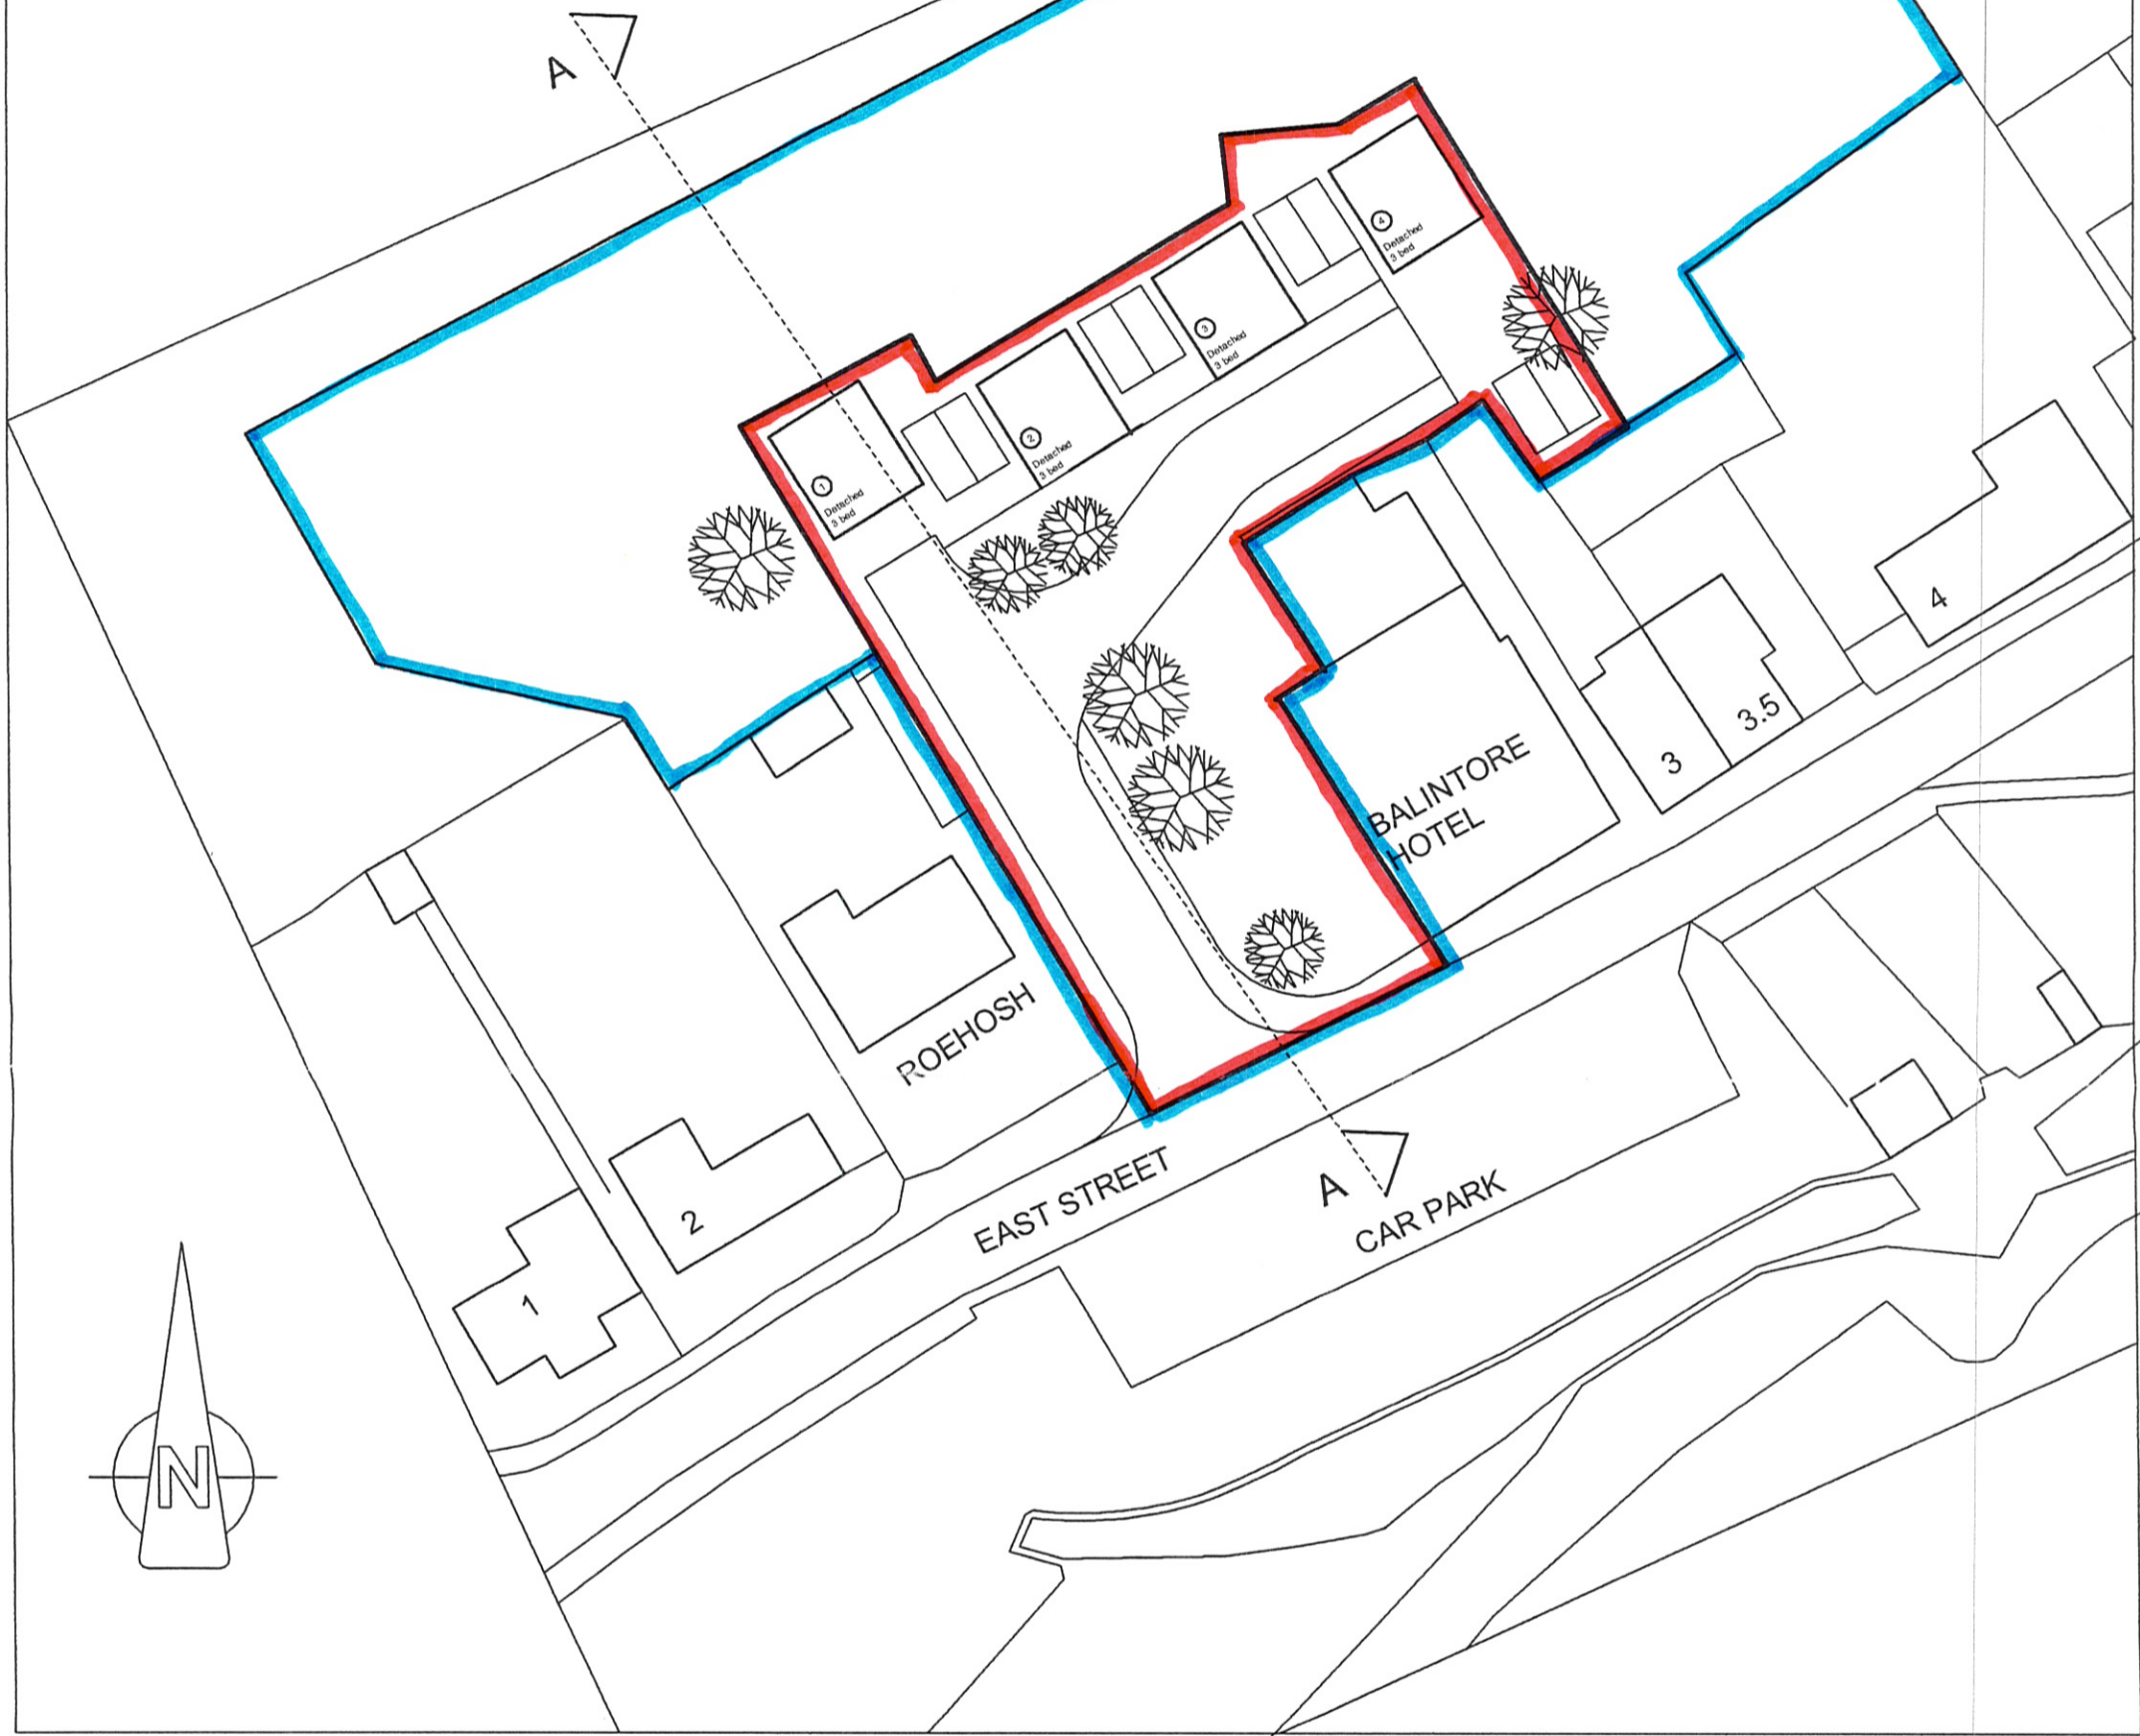 A
4
Detached
3 bed
3
Detached
3 bed
2
Detached
3 bed
1
Detached
3 bed
4
3.5
3
BALINTORE
HOTEL
ROEHOSH
EAST STREET
A
CAR PARK
2
1
N